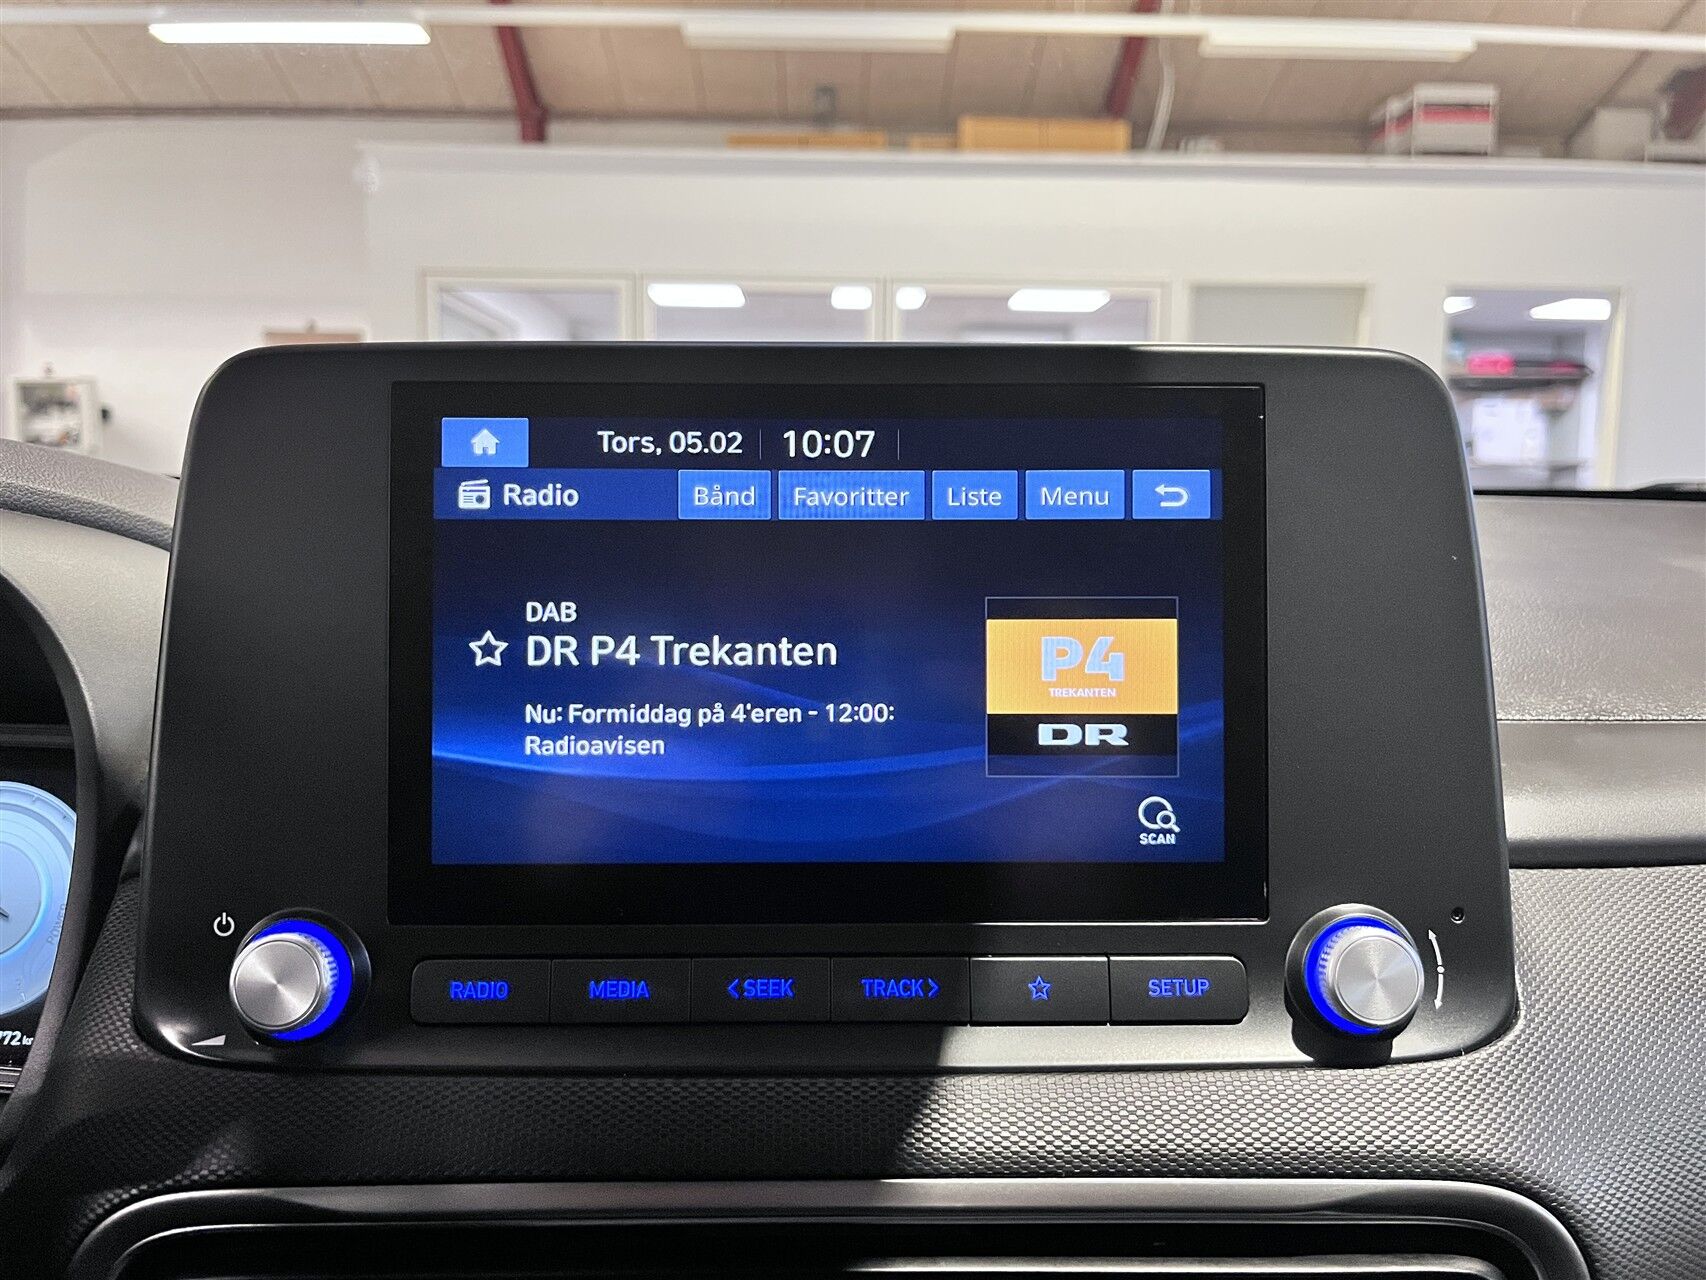 Tors, 05.02 10:07
Radio Bånd Favoritter Liste Menu
DAB
DR P4 Trekanten
Nu: Formiddag på 4'eren - 12:00:
Radioavisen
P4
TREKANTEN
DR
SCAN
RADIO MEDIA <SEEK TRACK> SETUP
POWER